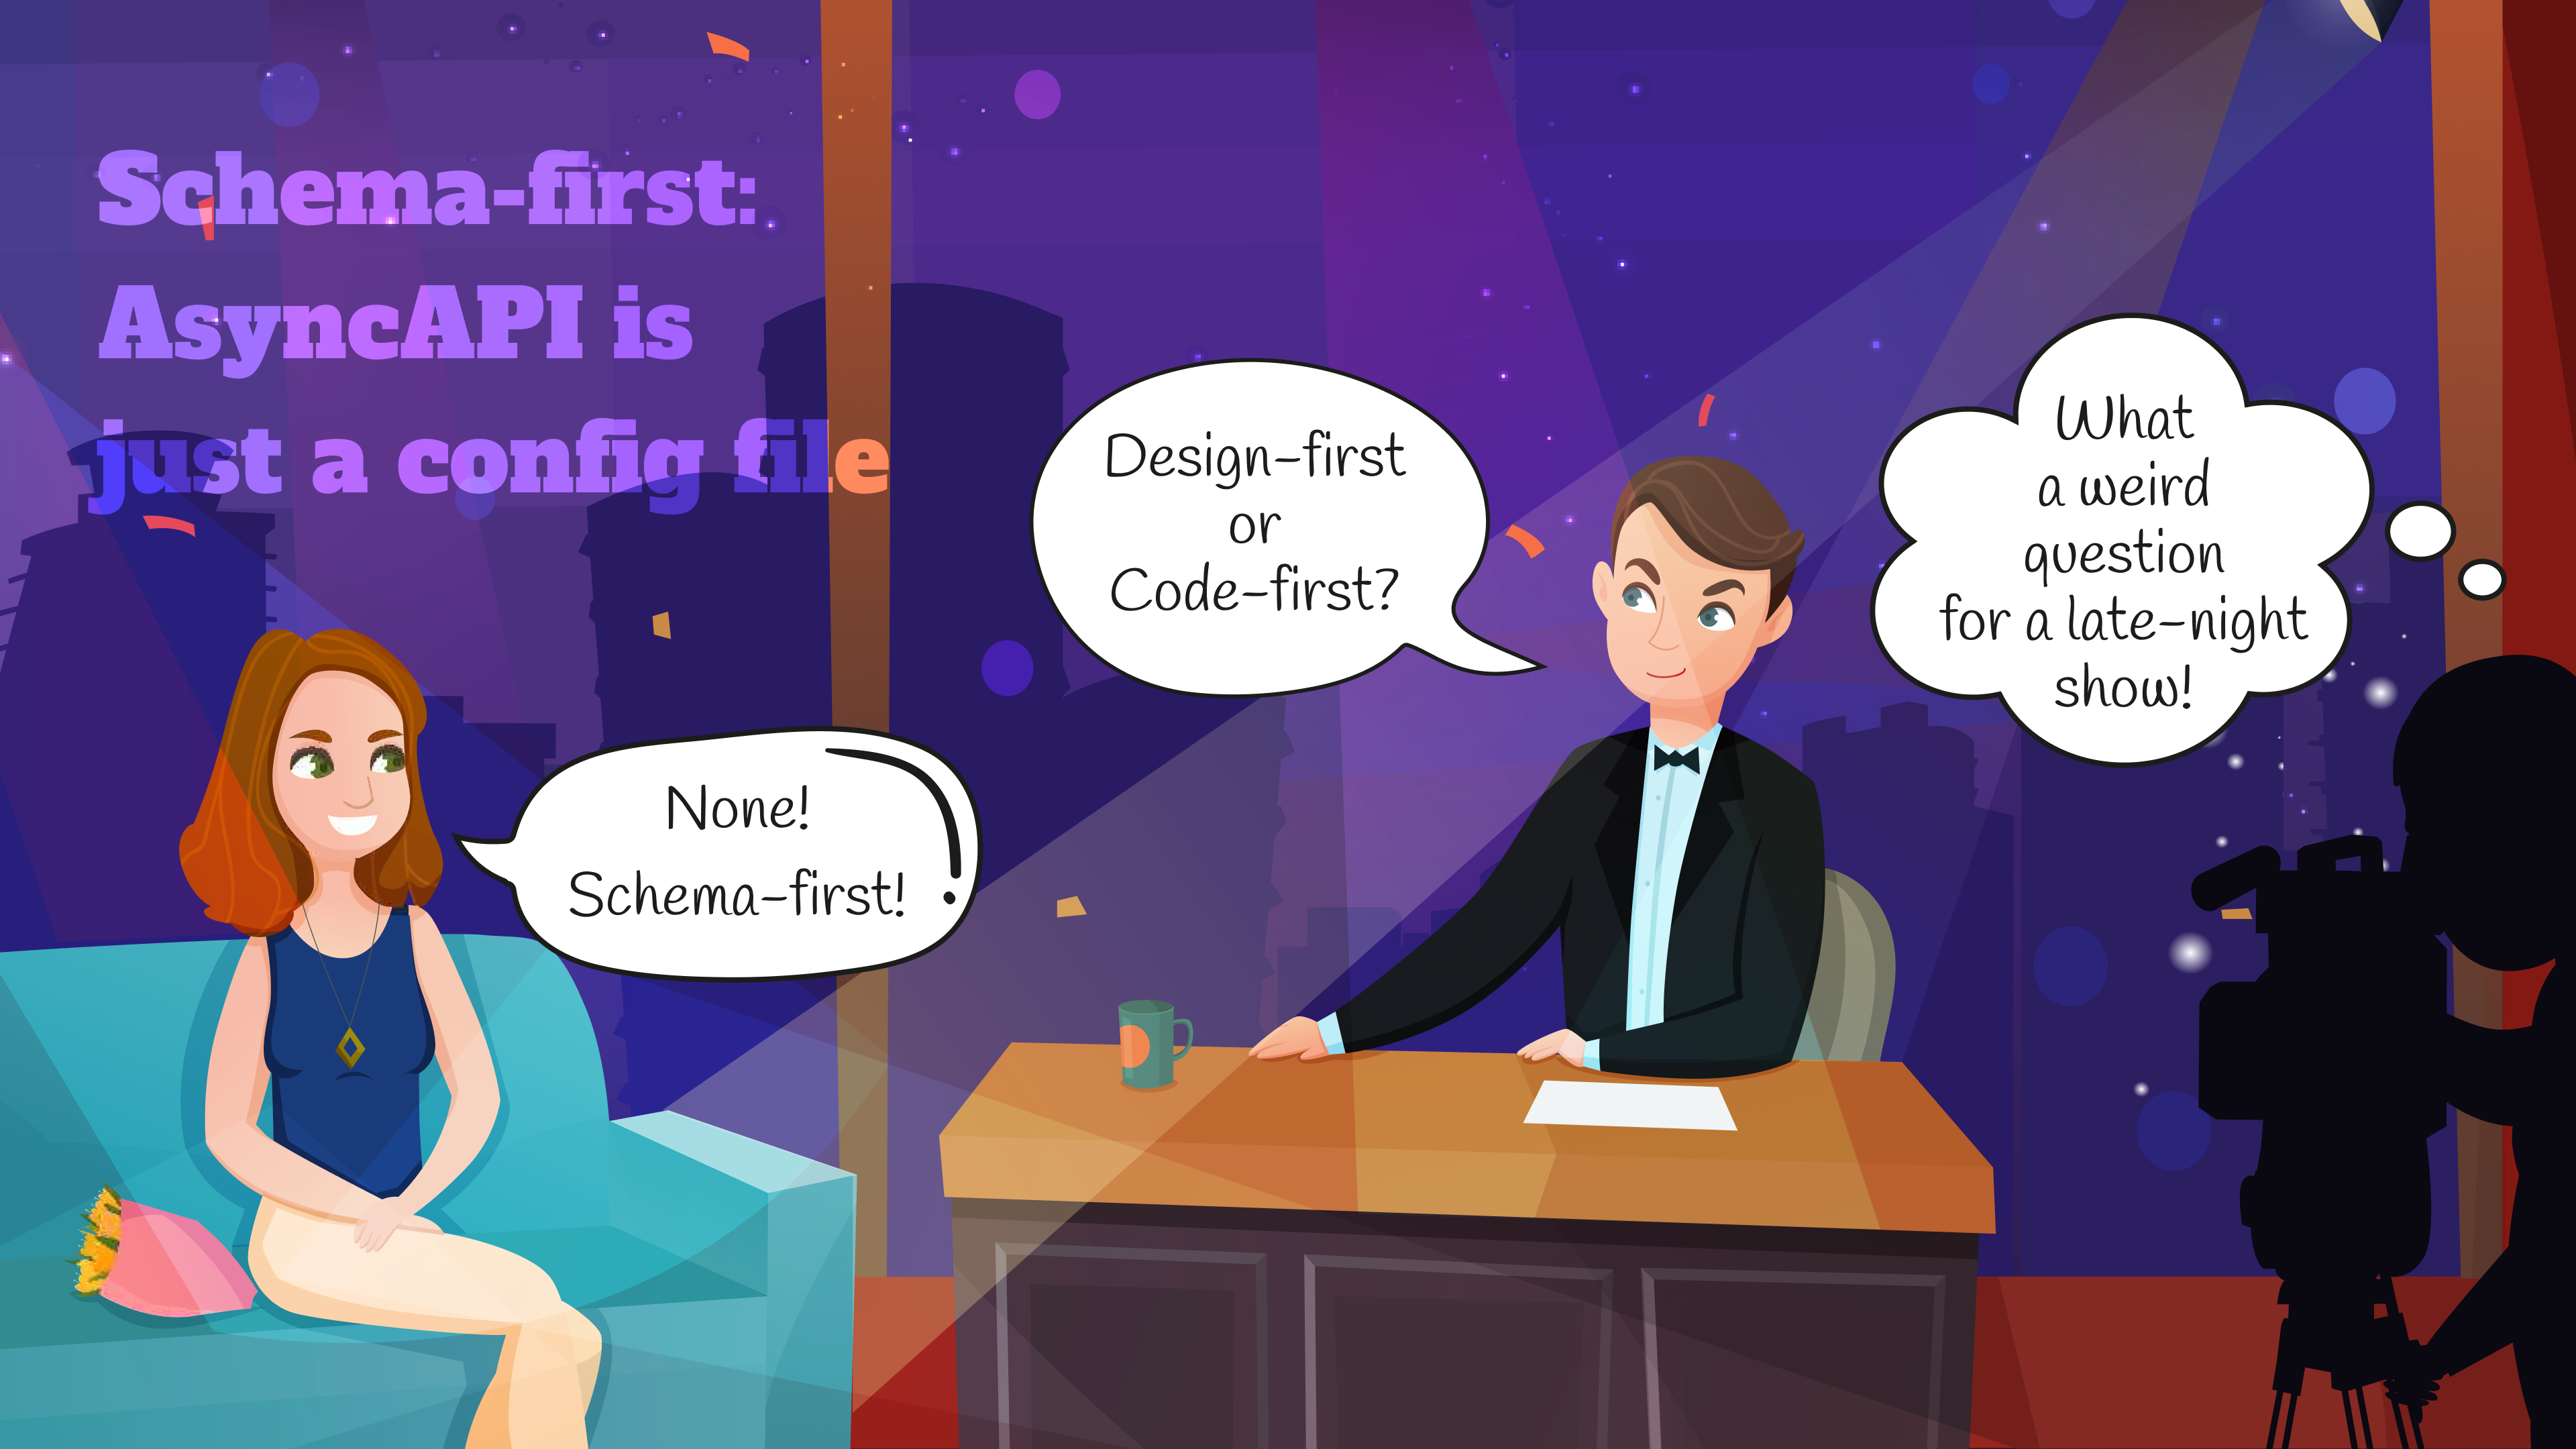 Schema-first:
AsyncAPI is
just a config file
Design-first
or
Code-first?
None!
Schema-first!
What
a weird
question
for a late-night
show!